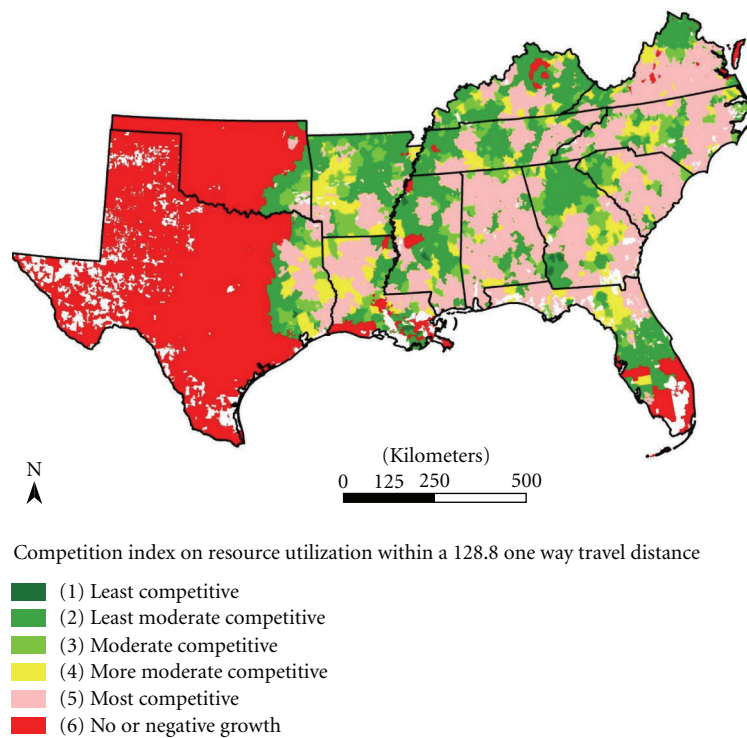 N
(Kilometers)
0 125 250 500
Competition index on resource utilization within a 128.8 one way travel distance
(1) Least competitive
(2) Least moderate competitive
(3) Moderate competitive
(4) More moderate competitive
(5) Most competitive
(6) No or negative growth